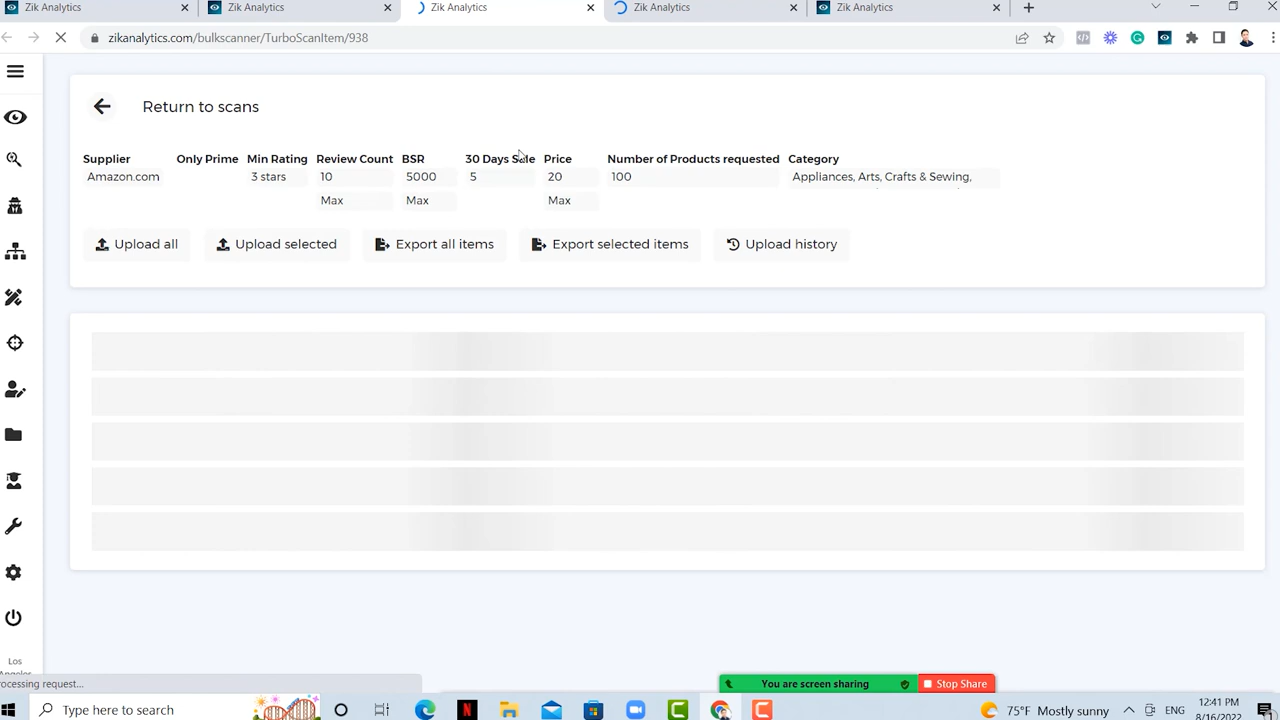 Zik Analytics
Zik Analytics
Zik Analytics
Zik Analytics
Zik Analytics
zikanalytics.com/bulkscanner/TurboScanItem/938
Return to scans
Supplier Only Prime Min Rating Review Count BSR 30 Days Sale Price Number of Products requested Category
Amazon.com 3 stars 10 5000 5 20 100 Appliances, Arts, Crafts & Sewing,
Max Max Max
Upload all Upload selected Export all items Export selected items Upload history
Los
ocessing request...
You are screen sharing Stop Share
Type here to search
75°F Mostly sunny ENG
12:41 PM